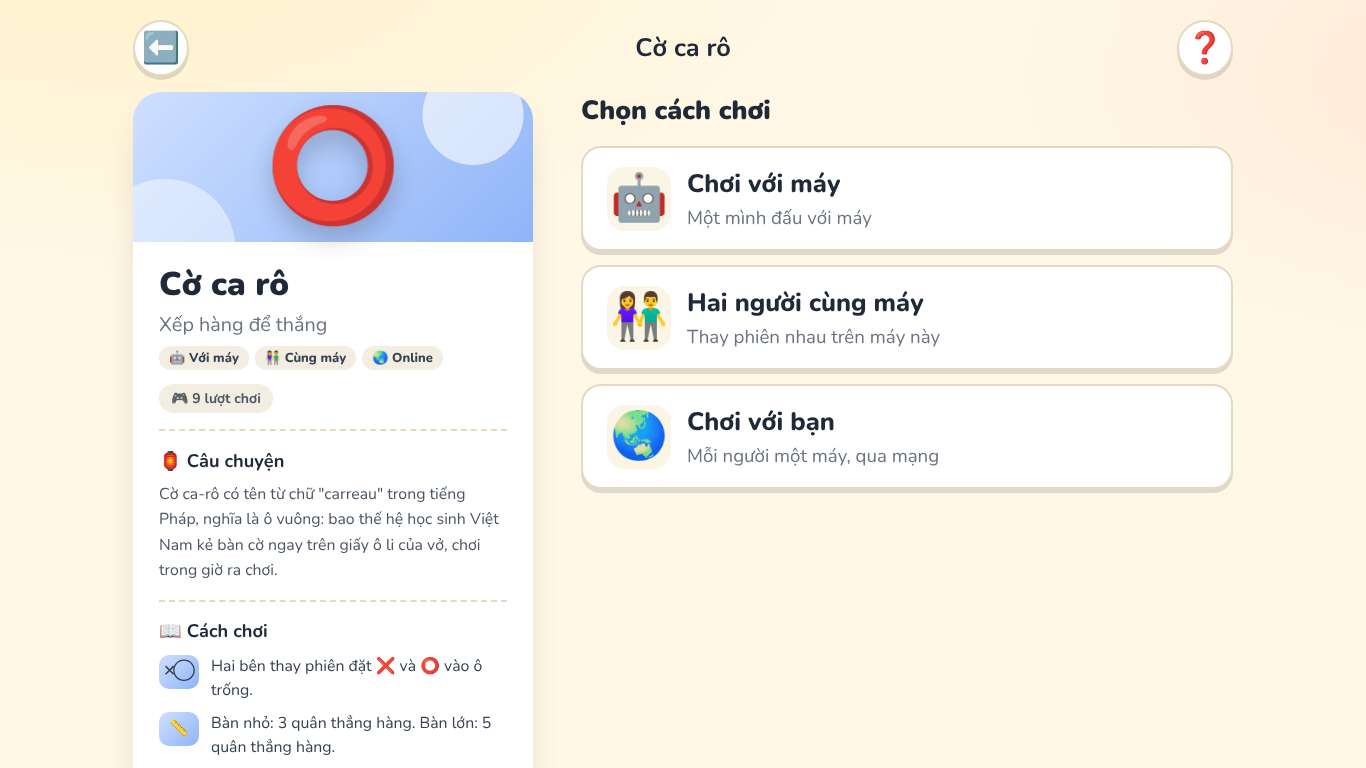 Cờ ca rô
Cờ ca rô
Xếp hàng để thắng
Với máy
Cùng máy
Online
9 lượt chơi
Câu chuyện
Cờ ca-rô có tên từ chữ "carreau" trong tiếng
Pháp, nghĩa là ô vuông: bao thế hệ học sinh Việt
Nam kẻ bàn cờ ngay trên giấy ô li của vở, chơi
trong giờ ra chơi.
Cách chơi
Hai bên thay phiên đặt ❌ và ⭕ vào ô
trống.
Bàn nhỏ: 3 quân thẳng hàng. Bàn lớn: 5
quân thẳng hàng.
Chọn cách chơi
Chơi với máy
Một mình đấu với máy
Hai người cùng máy
Thay phiên nhau trên máy này
Chơi với bạn
Mỗi người một máy, qua mạng